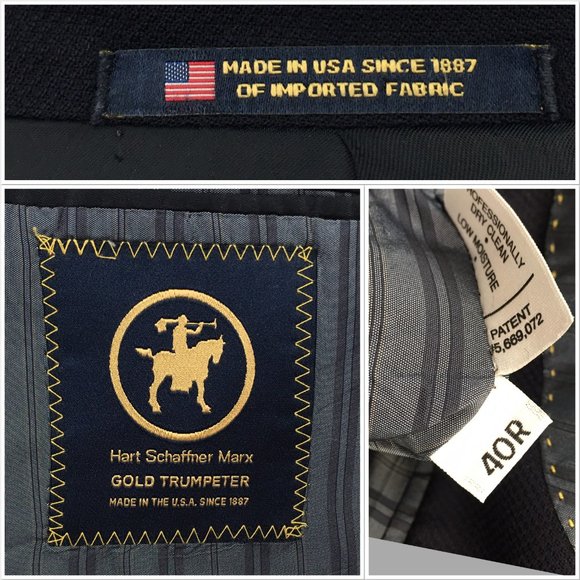 MADE IN USA SINCE 1887
OF IMPORTED FABRIC
Hart Schaffner Marx
GOLD TRUMPETER
MADE IN THE U.S.A. SINCE 1887
PROFESSIONALLY
DRY CLEAN
LOW MOISTURE
PATENT
5,669,072
40R